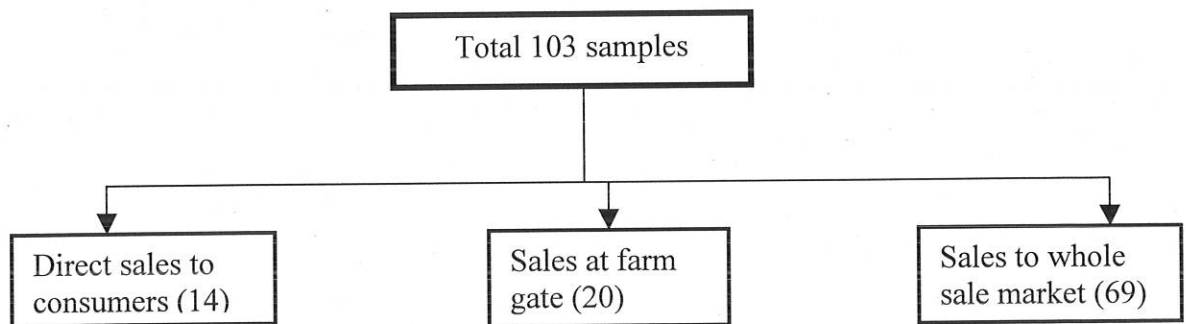 Total 103 samples
Direct sales to
consumers (14)
Sales at farm
gate (20)
Sales to whole
sale market (69)